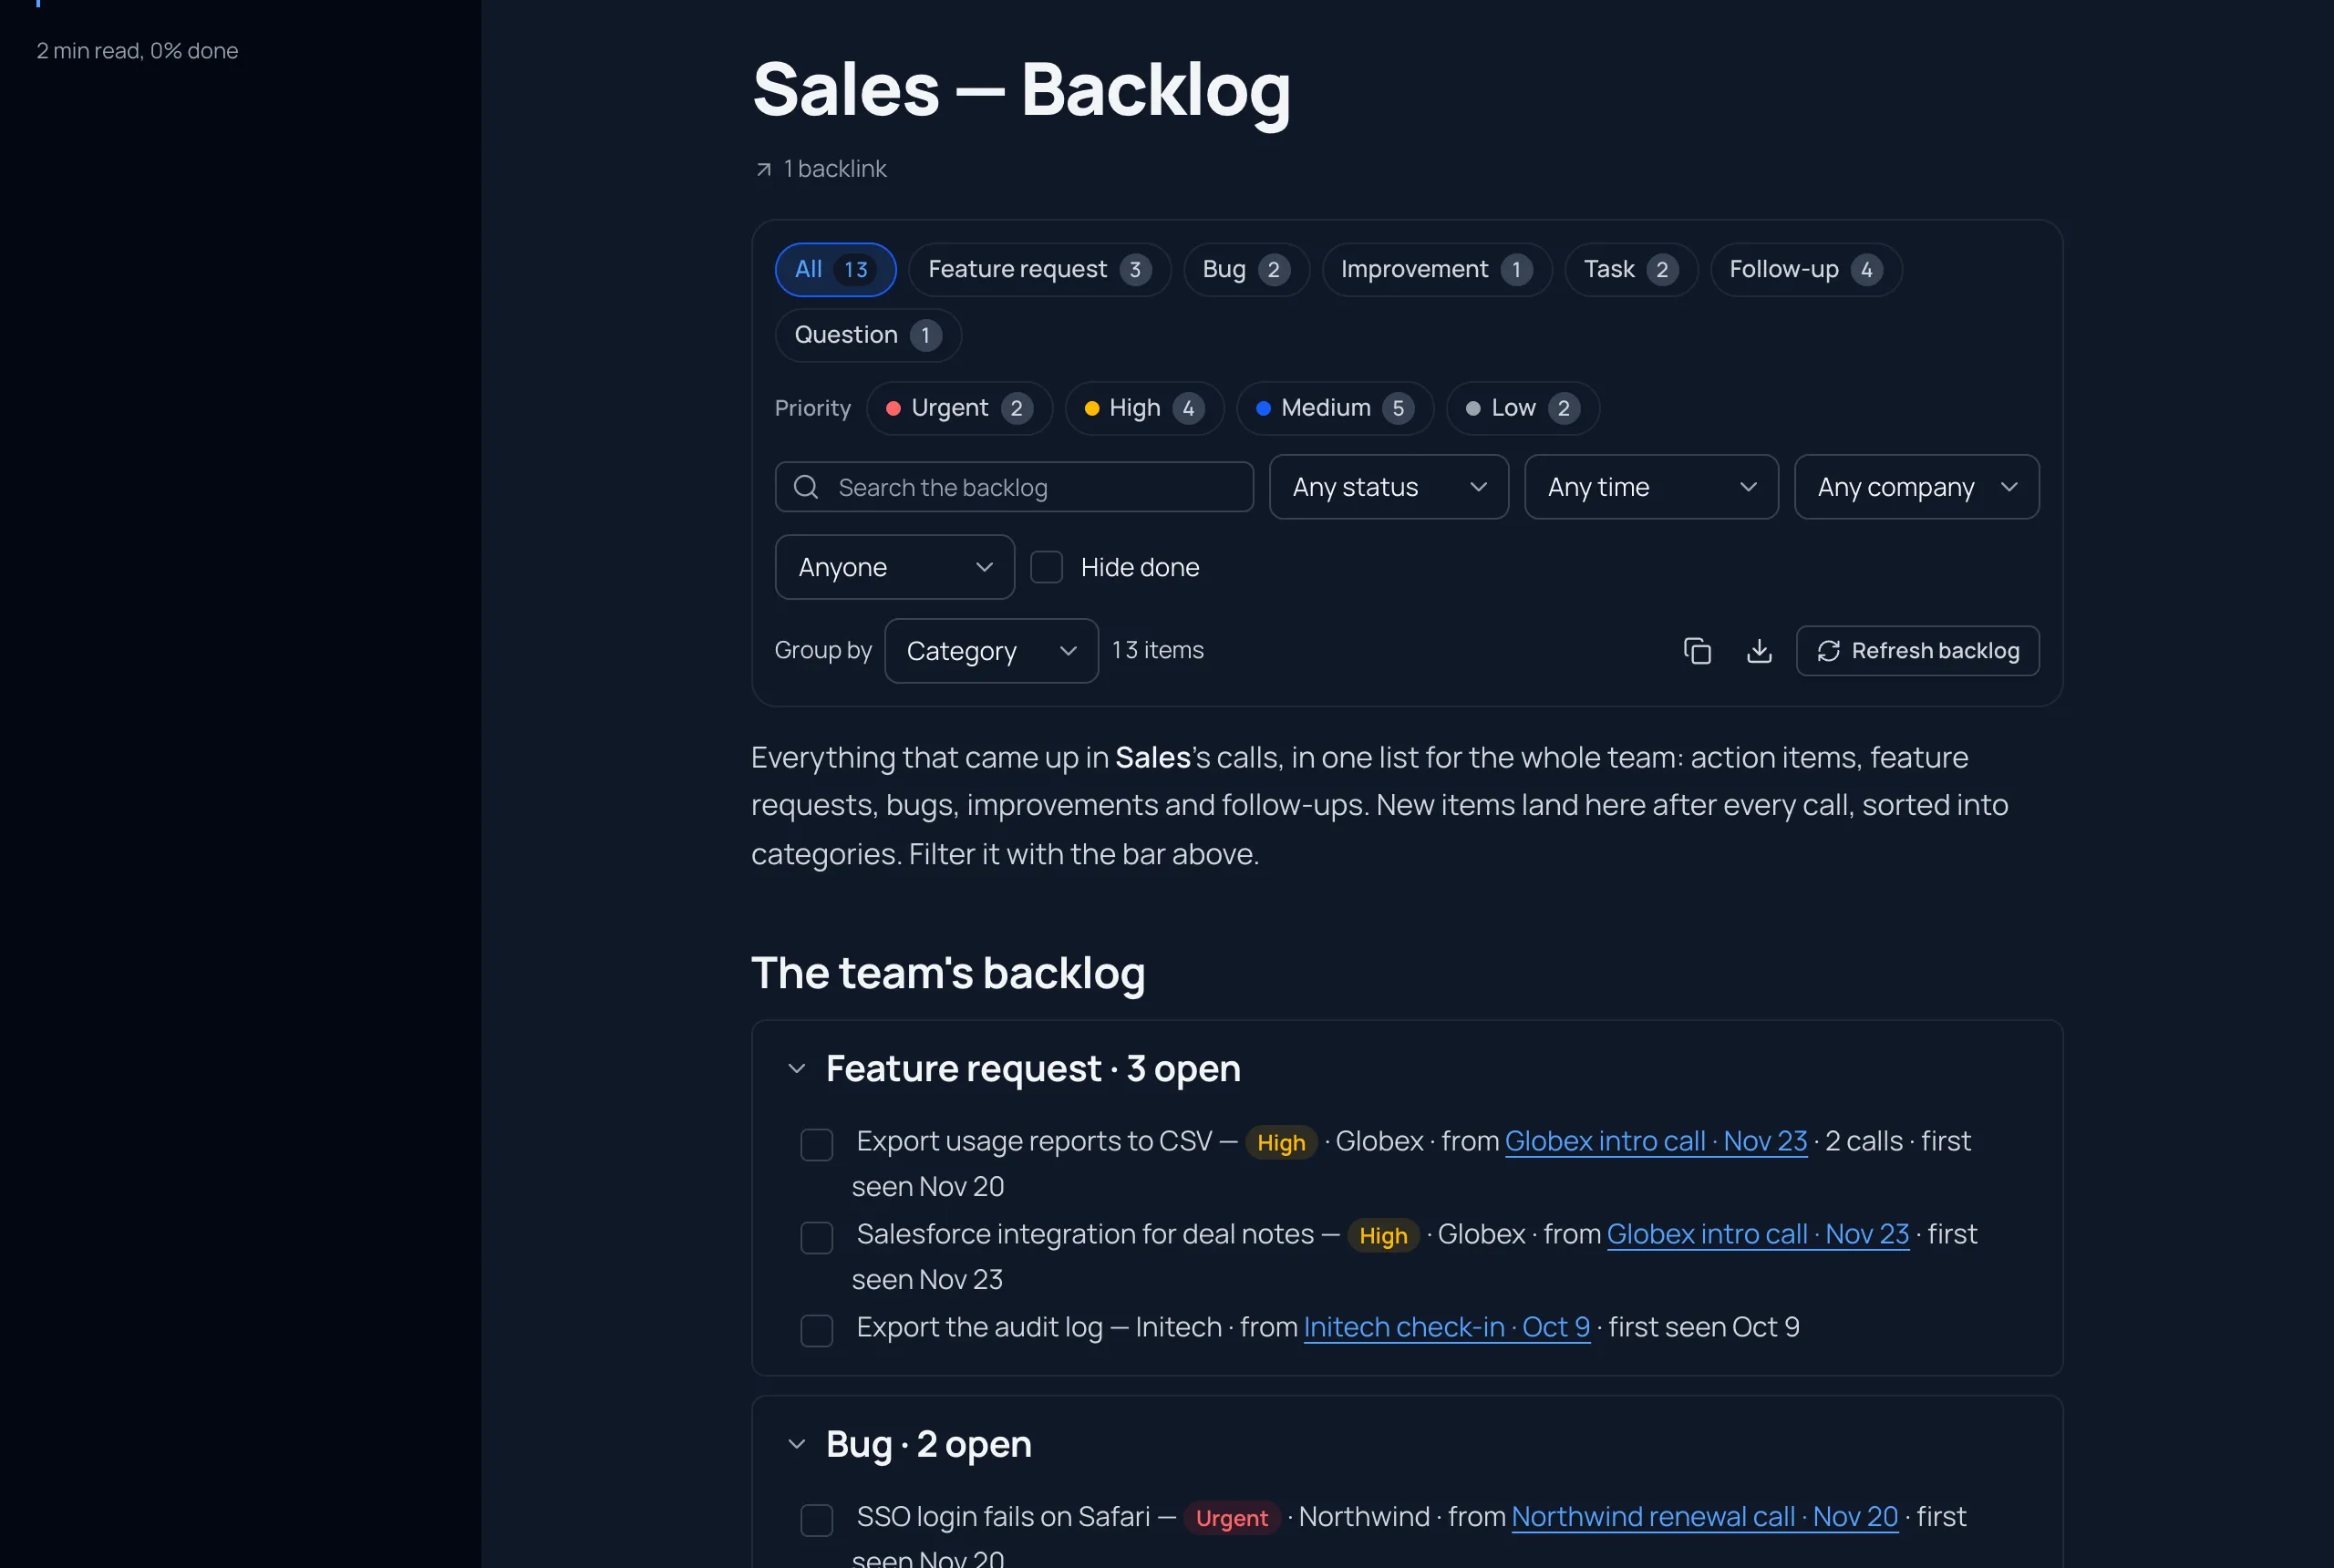 2 min read, 0% done
Sales — Backlog
1 backlink
All 13 Feature request 3 Bug 2 Improvement 1 Task 2 Follow-up 4
Question 1
Priority Urgent 2 High 4 Medium 5 Low 2
Search the backlog Any status Any time Any company
Anyone Hide done
Group by Category 13 items Refresh backlog
Everything that came up in Sales’s calls, in one list for the whole team: action items, feature
requests, bugs, improvements and follow-ups. New items land here after every call, sorted into
categories. Filter it with the bar above.
The team's backlog
Feature request · 3 open
Export usage reports to CSV — High · Globex · from Globex intro call · Nov 23 · 2 calls · first
seen Nov 20
Salesforce integration for deal notes — High · Globex · from Globex intro call · Nov 23 · first
seen Nov 23
Export the audit log — Initech · from Initech check-in · Oct 9 · first seen Oct 9
Bug · 2 open
SSO login fails on Safari — Urgent · Northwind · from Northwind renewal call · Nov 20 · first
seen Nov 20